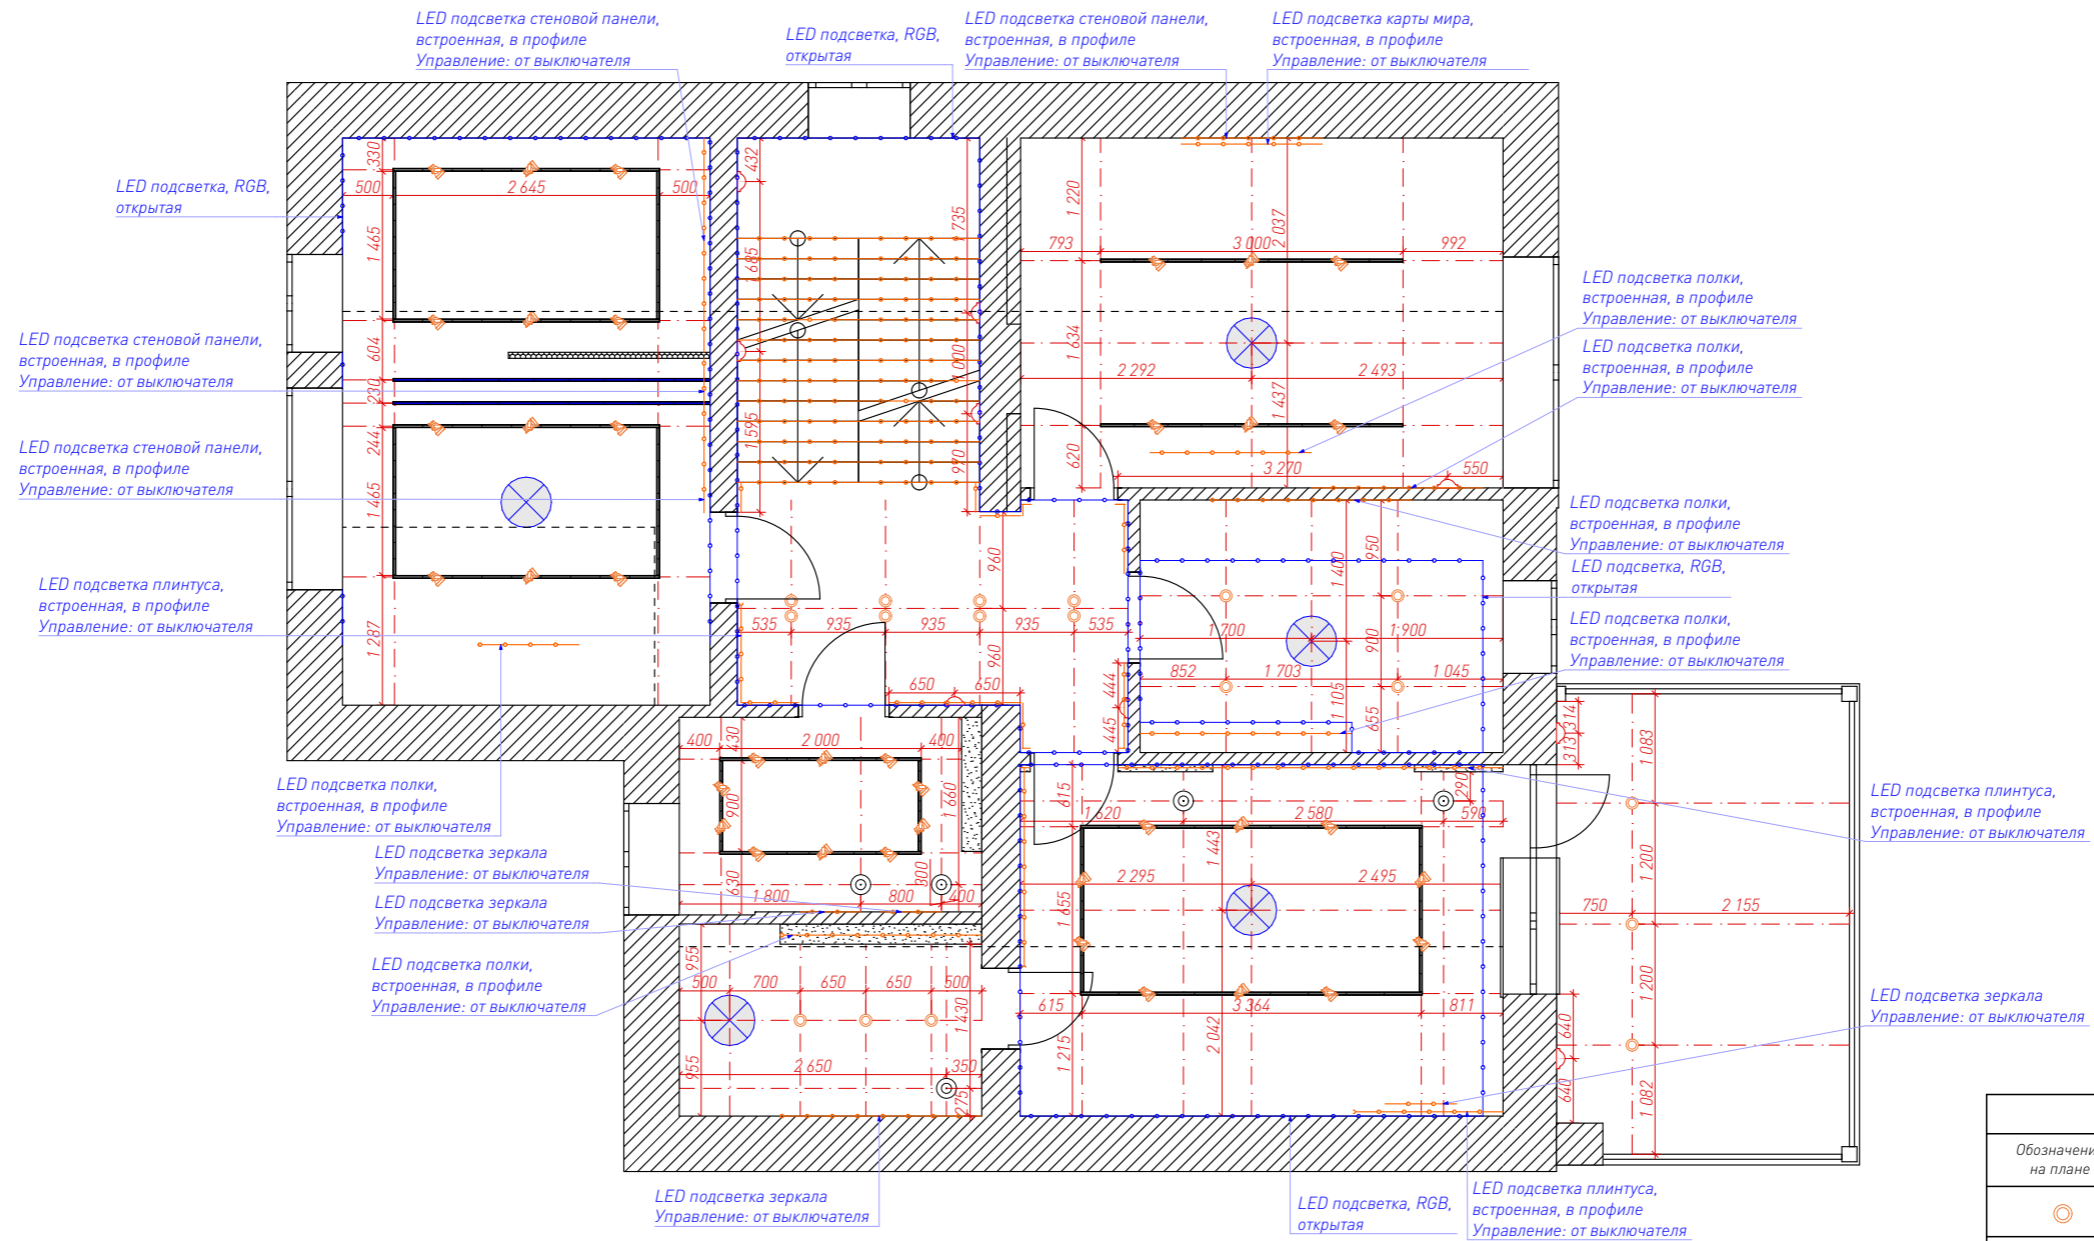 LED подсветка стеновой панели,
встроенная, в профиле
Управление: от выключателя
LED подсветка, RGB,
открытая
LED подсветка стеновой панели,
встроенная, в профиле
Управление: от выключателя
LED подсветка карты мира,
встроенная, в профиле
Управление: от выключателя
LED подсветка, RGB,
открытая
LED подсветка стеновой панели,
встроенная, в профиле
Управление: от выключателя
LED подсветка стеновой панели,
встроенная, в профиле
Управление: от выключателя
LED подсветка плинтуса,
встроенная, в профиле
Управление: от выключателя
LED подсветка полки,
встроенная, в профиле
Управление: от выключателя
LED подсветка зеркала
Управление: от выключателя
LED подсветка зеркала
Управление: от выключателя
LED подсветка полки,
встроенная, в профиле
Управление: от выключателя
LED подсветка зеркала
Управление: от выключателя
LED подсветка, RGB,
открытая
LED подсветка плинтуса,
встроенная, в профиле
Управление: от выключателя
LED подсветка полки,
встроенная, в профиле
Управление: от выключателя
LED подсветка полки,
встроенная, в профиле
Управление: от выключателя
LED подсветка полки,
встроенная, в профиле
Управление: от выключателя
LED подсветка, RGB,
открытая
LED подсветка полки,
встроенная, в профиле
Управление: от выключателя
LED подсветка плинтуса,
встроенная, в профиле
Управление: от выключателя
LED подсветка зеркала
Управление: от выключателя
330
500
2 645
500
1 465
604
230
244
1 465
1 287
432
735
685
1 000
1 595
970
1 220
2 037
793
3 000
992
1 634
2 292
2 493
1 437
620
3 270
550
960
535
935
935
935
535
960
650
650
444
445
1 400
950
1 700
1 900
900
852
1 703
1 045
1 105
655
400
430
2 000
400
900
1 660
630
300
1 800
800
400
955
500
700
650
650
500
1 430
955
2 650
350
275
615
1 620
2 580
590
290
1 443
2 295
2 495
1 655
615
3 364
811
2 042
1 215
314
313
1 083
1 200
750
2 155
1 200
640
640
1 082
Обозначени
на плане